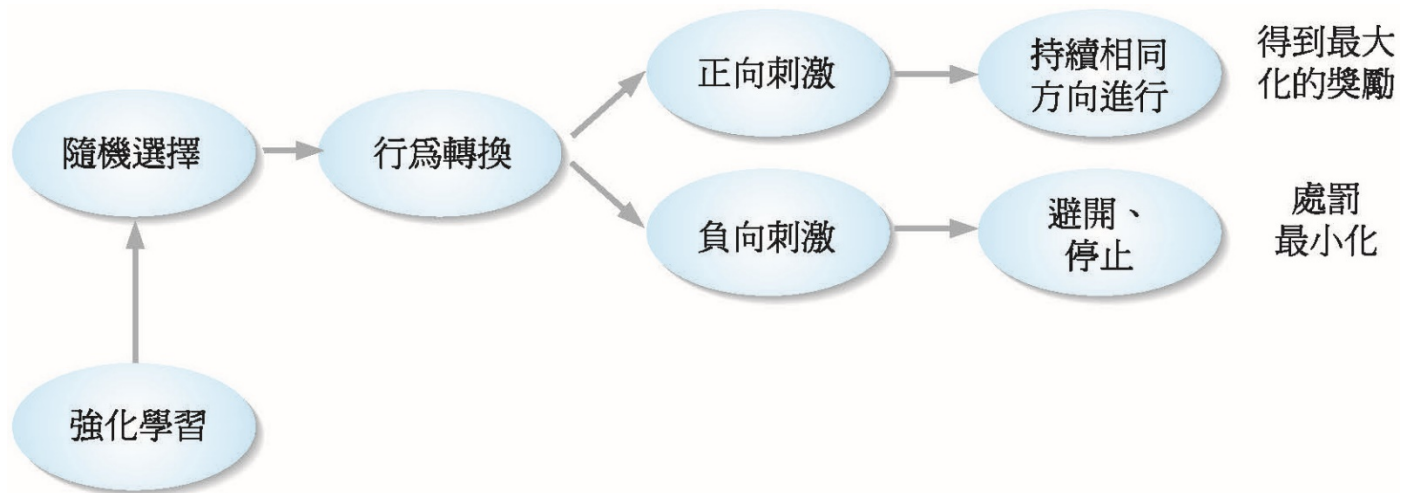 正向刺激
持續相同
方向進行
得到最大
化的獎勵
隨機選擇
行爲轉換
負向刺激
避開、
停止
處罰
最小化
強化學習